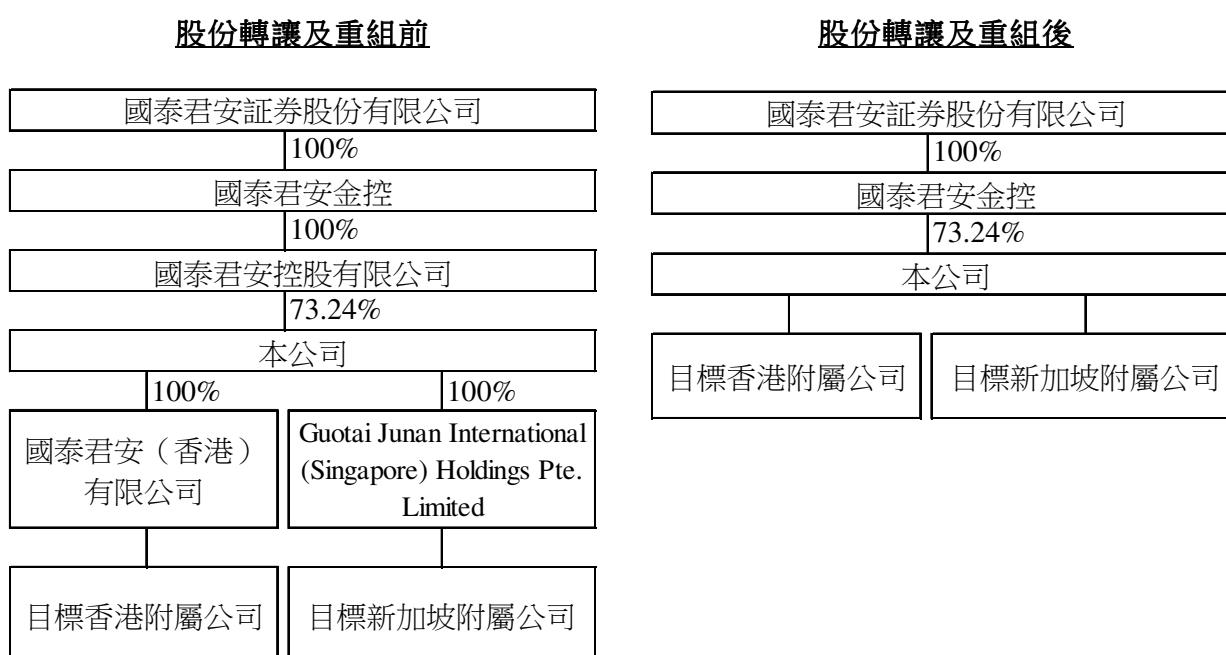 股份轉讓及重組前
國泰君安証券股份有限公司
100%
國泰君安金控
100%
國泰君安控股有限公司
73.24%
本公司
100%
100%
國泰君安（香港）
有限公司
Guotai Junan International
(Singapore) Holdings Pte.
Limited
目標香港附屬公司
目標新加坡附屬公司
股份轉讓及重組後
國泰君安証券股份有限公司
100%
國泰君安金控
73.24%
本公司
目標香港附屬公司
目標新加坡附屬公司